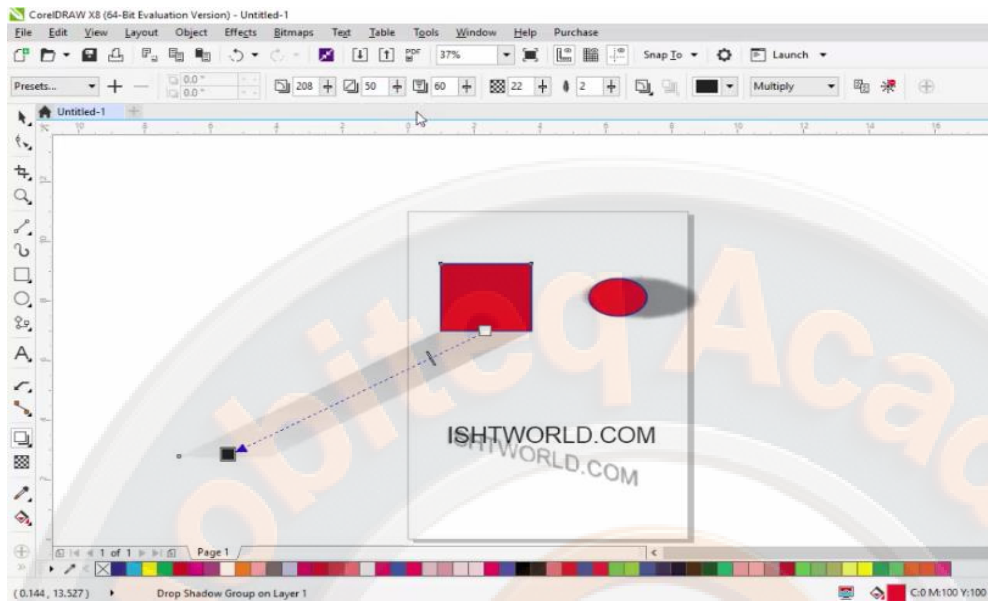 CorelDRAW X8 (64-Bit Evaluation Version) - Untitled-1
File Edit View Layout Object Effects Bitmaps Text Table Tools Window Help Purchase
PDF 37% Snap To Launch
Presets... 0.0 " 208 50 60 22 2 Multiply
0.0 "
Untitled-1
obiteq Acad
ISHTWORLD.COM
ISHTWORLD.COM
1 of 1 Page 1
( 0.144 , 13.527 ) Drop Shadow Group on Layer 1 C:0 M:100 Y:100